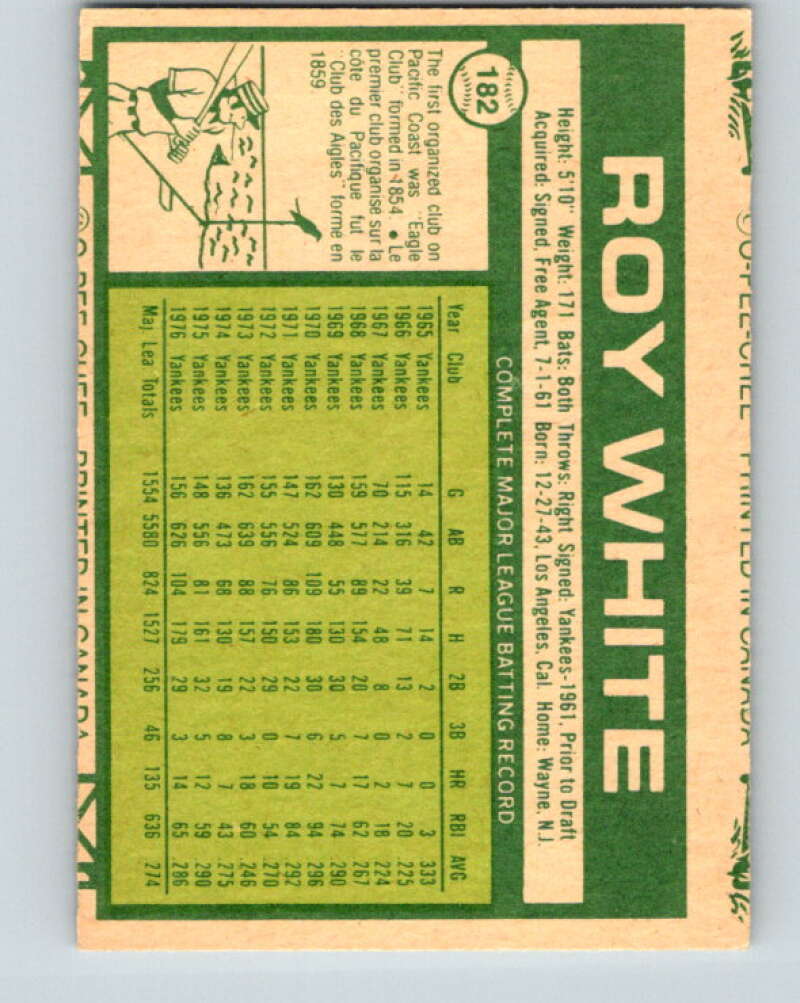 © O-PEE-CHEE PRINTED IN CANADA
ROY WHITE
182
Height: 5'10" Weight: 171 Bats: Both Throws: Right Signed: Yankees-1961, Prior to Draft
Acquired: Signed, Free Agent, 7-1-61 Born: 12-27-43, Los Angeles, Cal. Home: Wayne, N.J.
COMPLETE MAJOR LEAGUE BATTING RECORD
Year Club G AB R H 2B 3B HR RBI AVG
1965 Yankees 14 42 7 14 2 0 0 3 .333
1966 Yankees 115 316 39 71 13 2 7 20 .225
1967 Yankees 70 214 22 48 8 0 2 18 .224
1968 Yankees 159 577 89 154 20 7 17 62 .267
1969 Yankees 130 448 55 130 30 5 7 74 .290
1970 Yankees 162 609 109 180 30 6 22 94 .296
1971 Yankees 147 524 86 153 22 7 19 84 .292
1972 Yankees 155 556 76 150 29 0 10 54 .270
1973 Yankees 162 639 88 157 22 3 18 60 .246
1974 Yankees 136 473 68 130 19 8 7 43 .275
1975 Yankees 148 556 81 161 32 5 12 59 .290
1976 Yankees 156 626 104 179 29 3 14 65 .286
Maj. Lea. Totals 1554 5580 824 1527 256 46 135 636 .274
The first organized club on
Pacific Coast was "Eagle
Club" formed in 1854. • Le
premier club organisé sur la
côte du Pacifique fut le
"Club des Aigles" formé en
1859
© O-PEE-CHEE PRINTED IN CANADA